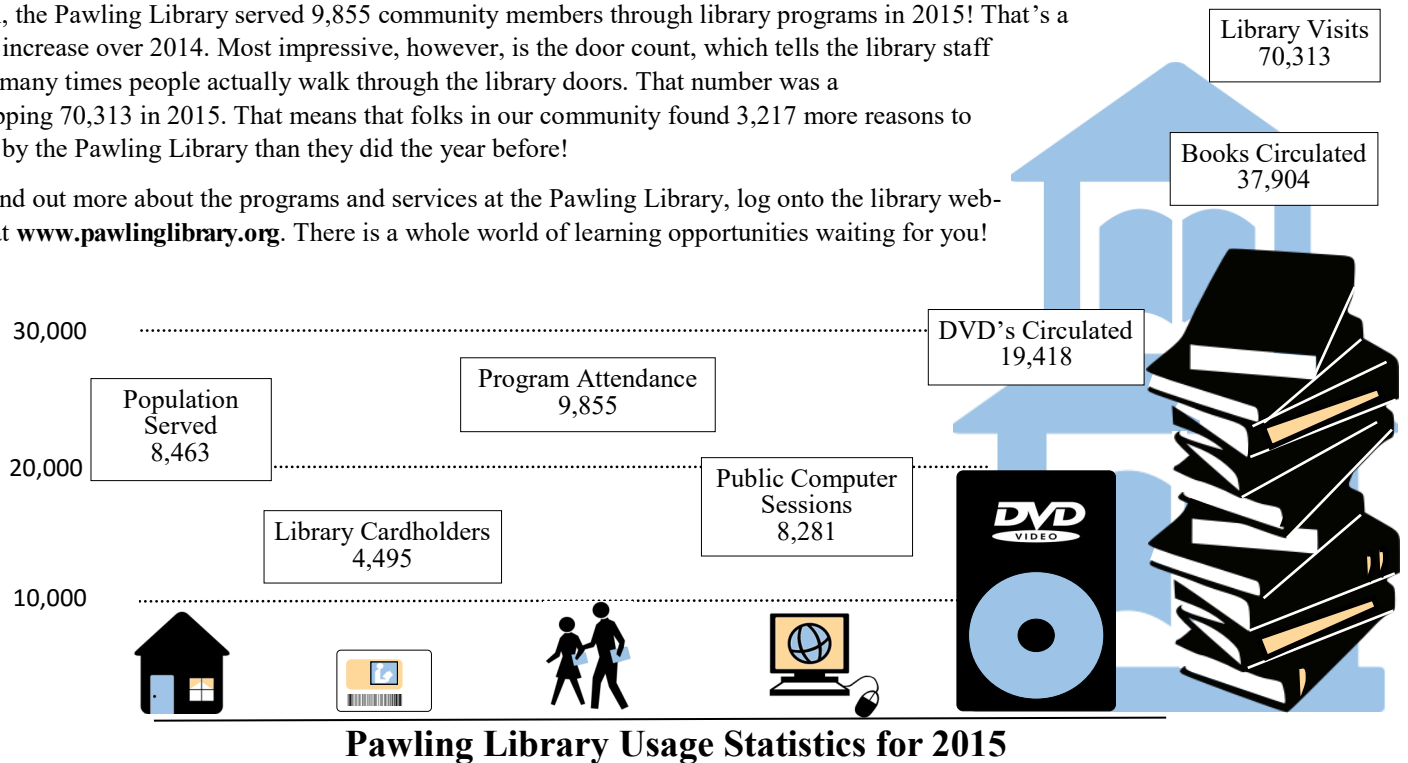 , the Pawling Library served 9,855 community members through library programs in 2015! That’s a
increase over 2014. Most impressive, however, is the door count, which tells the library staff
many times people actually walk through the library doors. That number was a
pping 70,313 in 2015. That means that folks in our community found 3,217 more reasons to
by the Pawling Library than they did the year before!
nd out more about the programs and services at the Pawling Library, log onto the library web-
at www.pawlinglibrary.org. There is a whole world of learning opportunities waiting for you!
Library Visits
70,313
Books Circulated
37,904
30,000
DVD’s Circulated
19,418
Program Attendance
9,855
Population
Served
8,463
20,000
Public Computer
Sessions
8,281
Library Cardholders
4,495
10,000
DVD
VIDEO
Pawling Library Usage Statistics for 2015